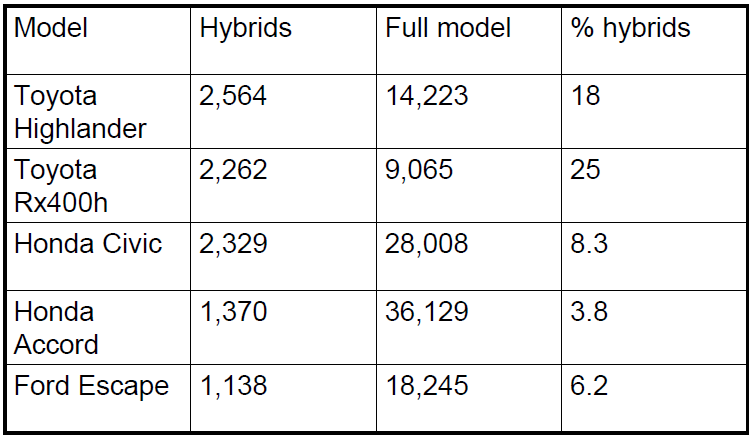 Model Hybrids Full model % hybrids
Toyota Highlander 2,564 14,223 18
Toyota Rx400h 2,262 9,065 25
Honda Civic 2,329 28,008 8.3
Honda Accord 1,370 36,129 3.8
Ford Escape 1,138 18,245 6.2